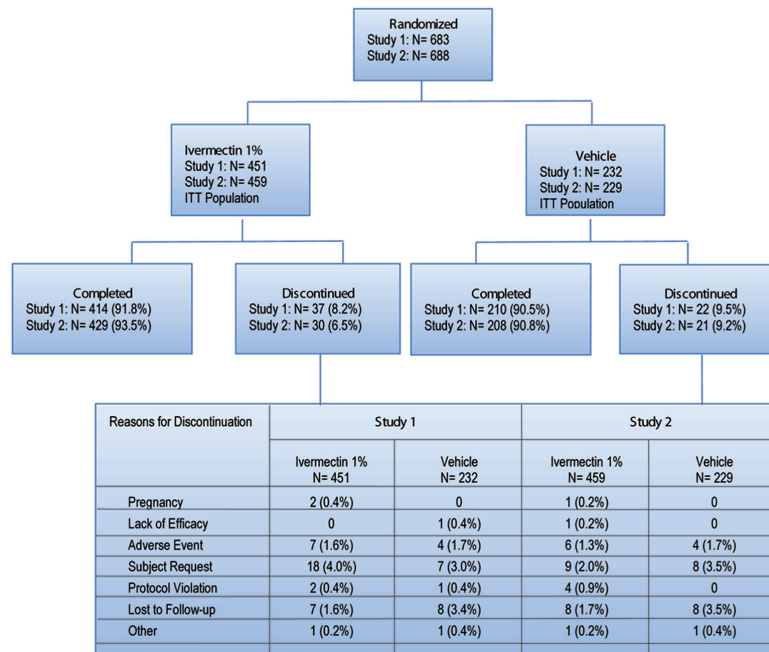 Randomized
Study 1: N= 683
Study 2: N= 688
Ivermectin 1%
Study 1: N= 451
Study 2: N= 459
ITT Population
Vehicle
Study 1: N= 232
Study 2: N= 229
ITT Population
Completed
Study 1: N= 414 (91.8%)
Study 2: N= 429 (93.5%)
Discontinued
Study 1: N= 37 (8.2%)
Study 2: N= 30 (6.5%)
Completed
Study 1: N= 210 (90.5%)
Study 2: N= 208 (90.8%)
Discontinued
Study 1: N= 22 (9.5%)
Study 2: N= 21 (9.2%)
Reasons for Discontinuation Study 1 Study 2
Ivermectin 1% Vehicle Ivermectin 1% Vehicle
N= 451 N= 232 N= 459 N= 229
Pregnancy 2 (0.4%) 0 1 (0.2%) 0
Lack of Efficacy 0 1 (0.4%) 1 (0.2%) 0
Adverse Event 7 (1.6%) 4 (1.7%) 6 (1.3%) 4 (1.7%)
Subject Request 18 (4.0%) 7 (3.0%) 9 (2.0%) 8 (3.5%)
Protocol Violation 2 (0.4%) 1 (0.4%) 4 (0.9%) 0
Lost to Follow-up 7 (1.6%) 8 (3.4%) 8 (1.7%) 8 (3.5%)
Other 1 (0.2%) 1 (0.4%) 1 (0.2%) 1 (0.4%)